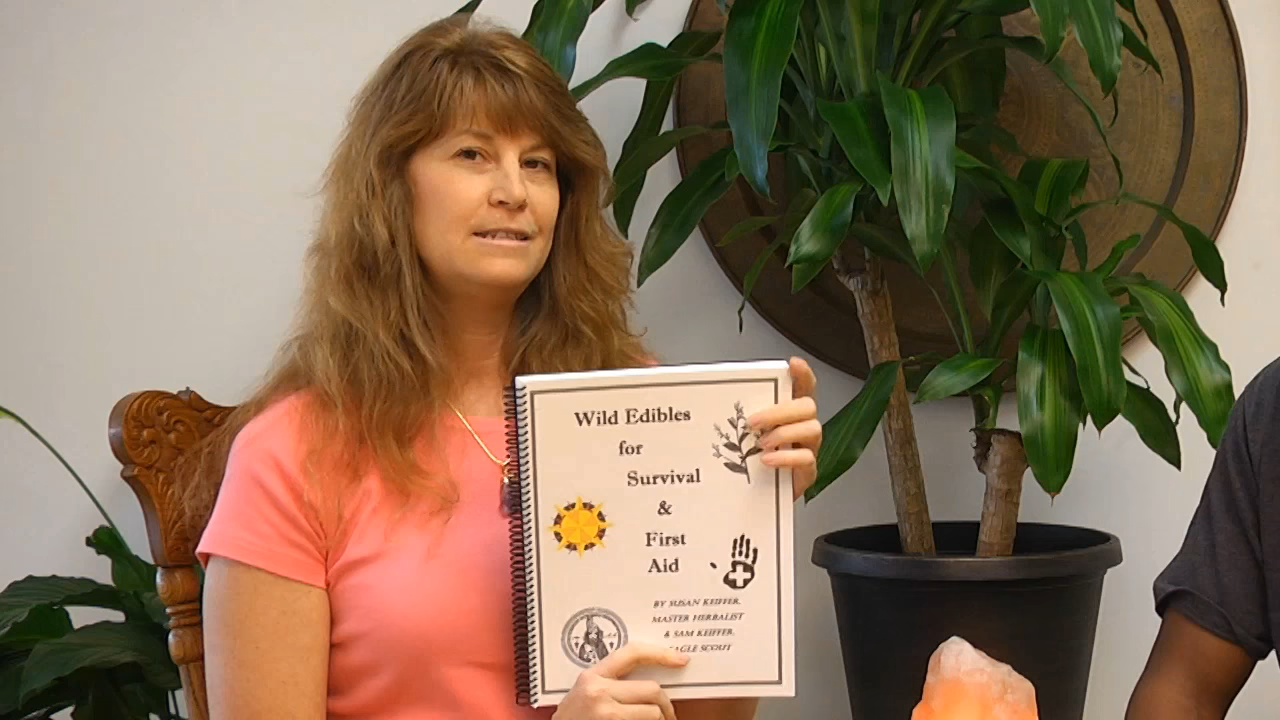 Wild Edibles
for
Survival
&
First
Aid
BY SUSAN KEIFFER,
MASTER HERBALIST
& SAM KEIFFER,
EAGLE SCOUT